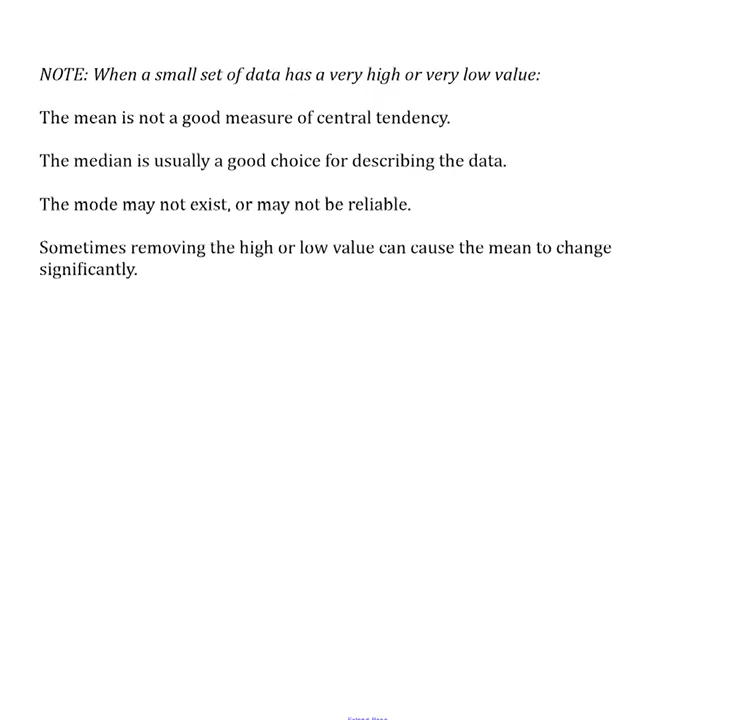 NOTE: When a small set of data has a very high or very low value:
The mean is not a good measure of central tendency.
The median is usually a good choice for describing the data.
The mode may not exist, or may not be reliable.
Sometimes removing the high or low value can cause the mean to change
significantly.